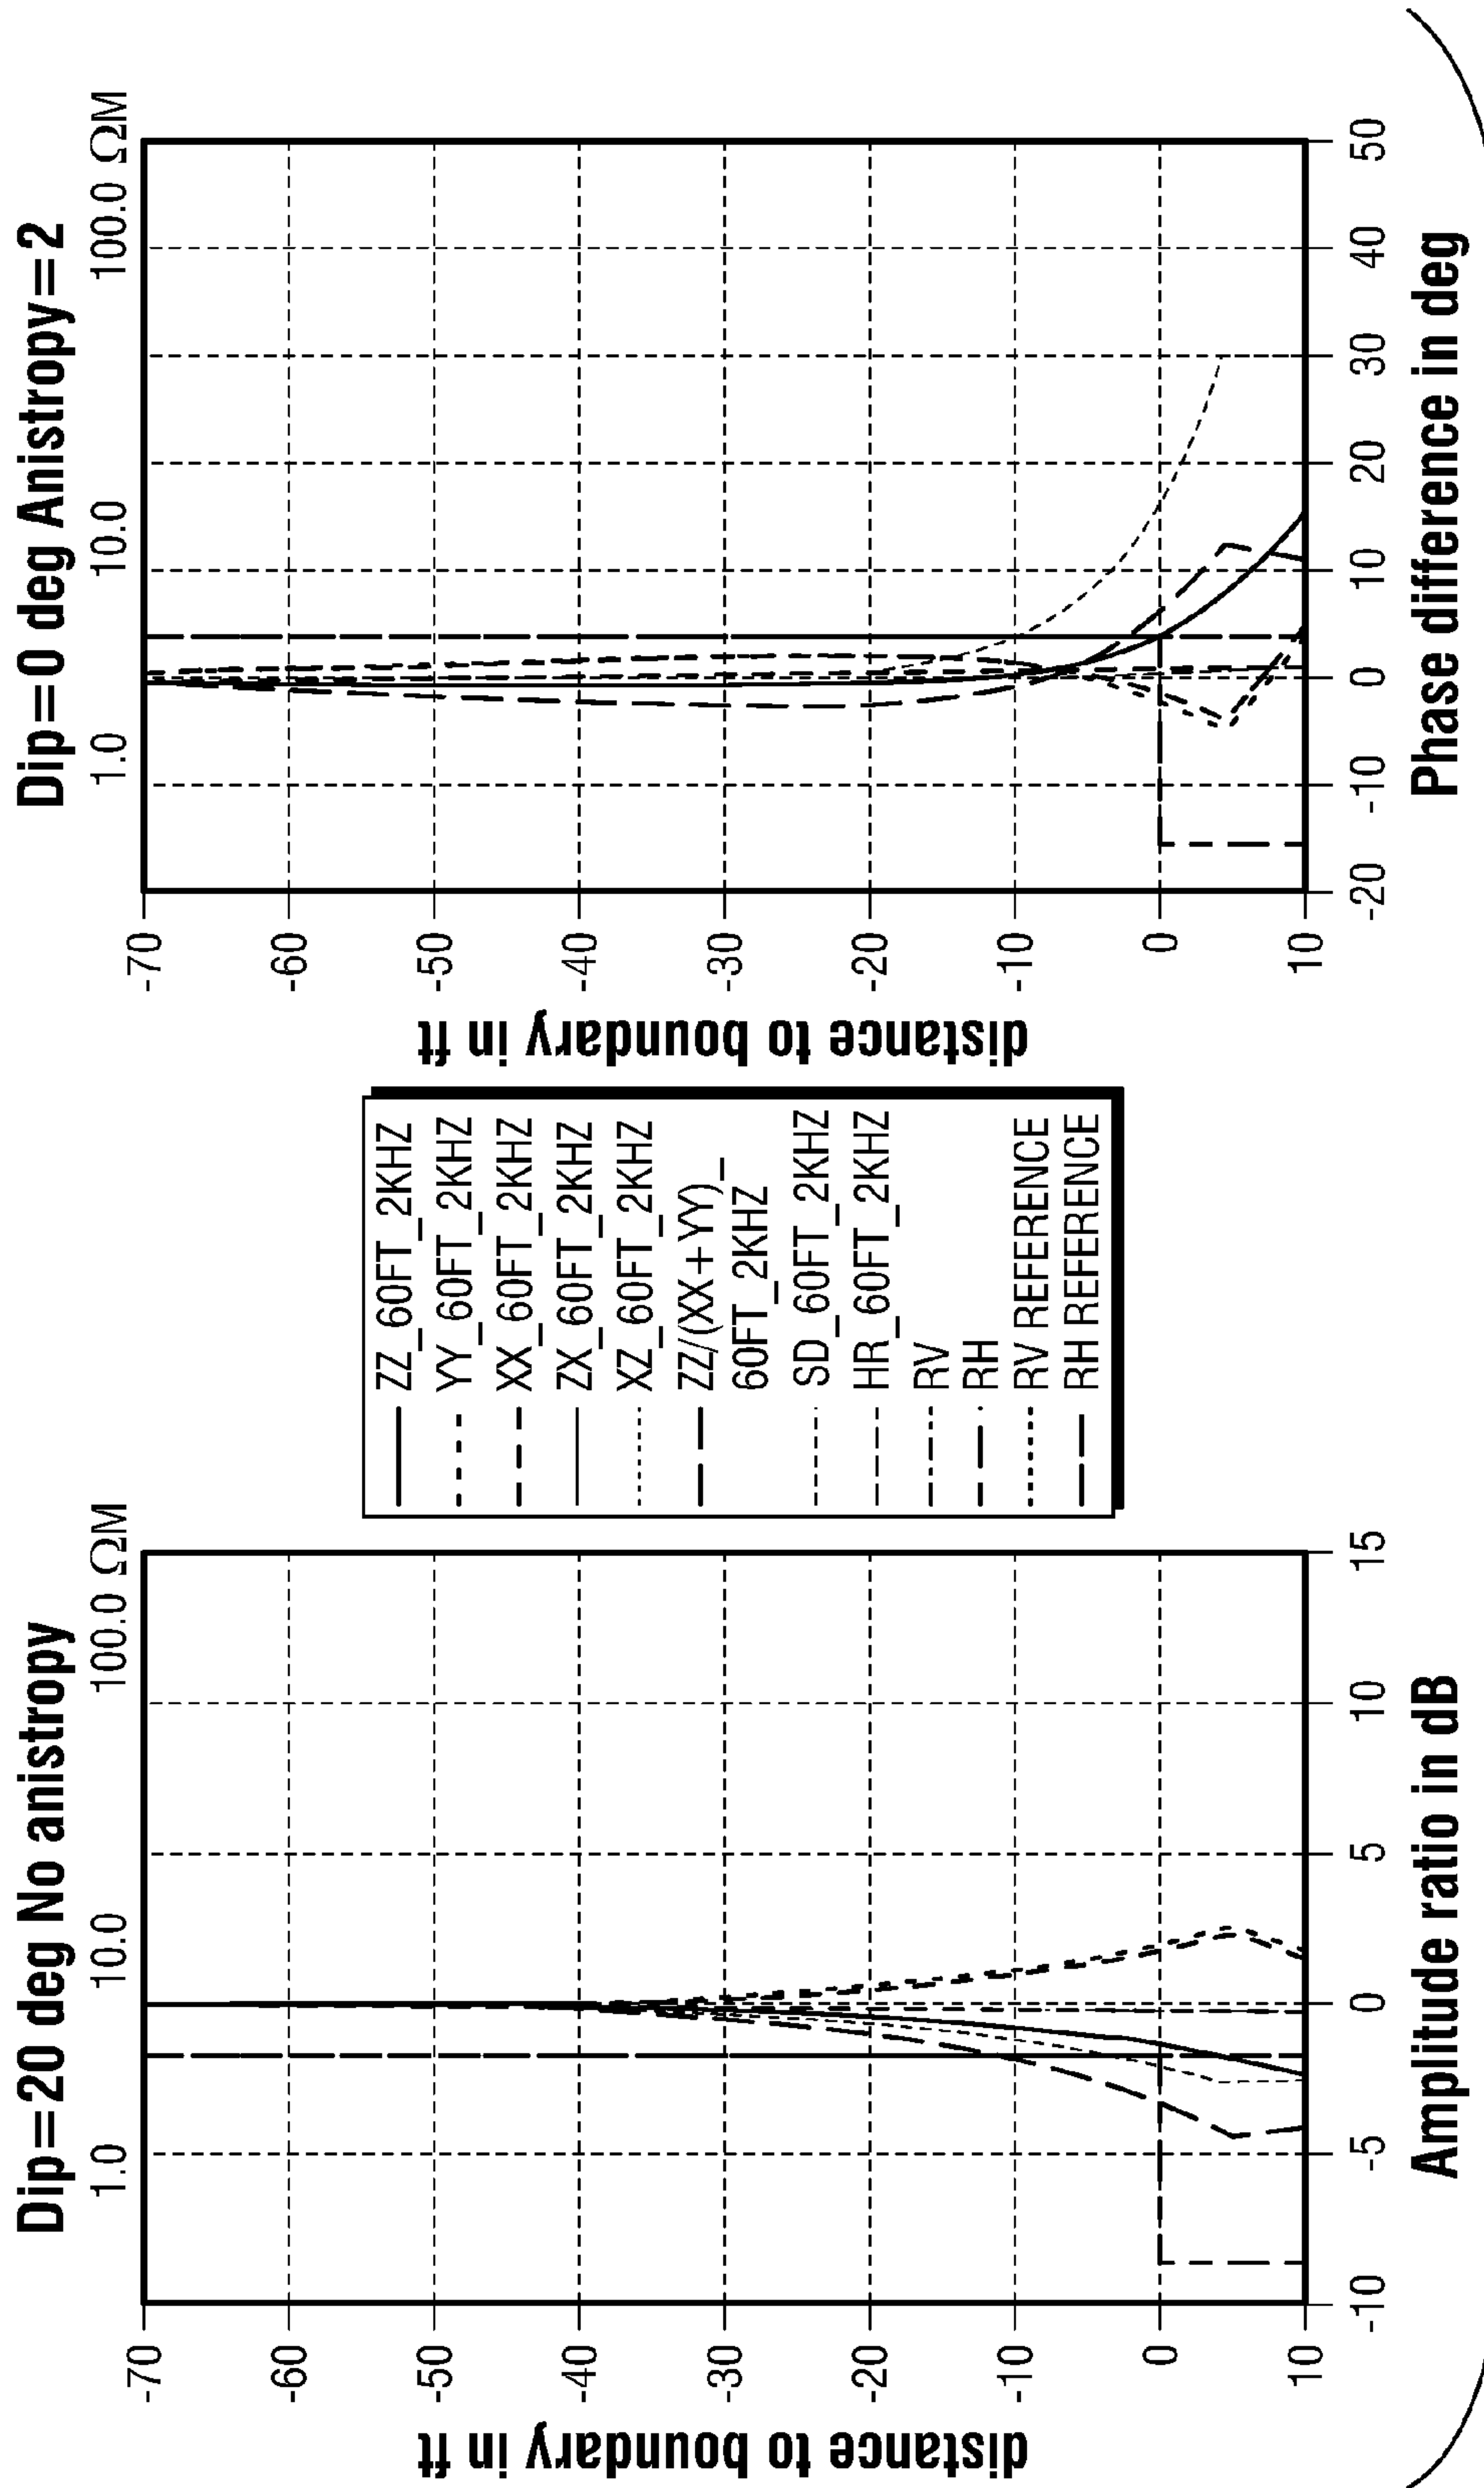 Dip=20 deg No anistropy
1.0 10.0 100.0 ΩM
-70
-60
-50
-40
-30
-20
-10
0
10
distance to boundary in ft
-10 -5 0 5 10 15
Amplitude ratio in dB
ZZ_60FT_2KHZ
YY_60FT_2KHZ
XX_60FT_2KHZ
ZX_60FT_2KHZ
XZ_60FT_2KHZ
ZZ/(XX+YY)_
60FT_2KHZ
SD_60FT_2KHZ
HR_60FT_2KHZ
RV
RH
RV REFERENCE
RH REFERENCE
Dip=0 deg Anistropy=2
1.0 10.0 100.0 ΩM
-70
-60
-50
-40
-30
-20
-10
0
10
distance to boundary in ft
-20 -10 0 10 20 30 40 50
Phase difference in deg